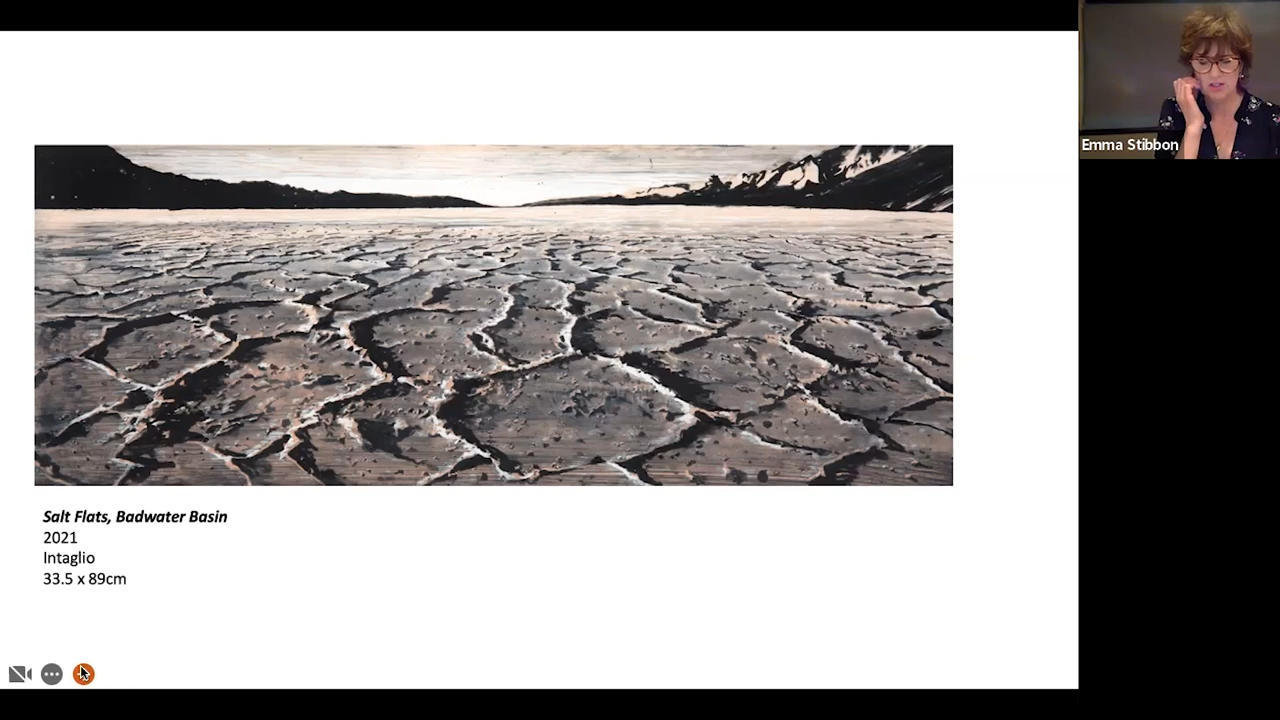 Emma Stibbon
Salt Flats, Badwater Basin
2021
Intaglio
33.5 x 89cm